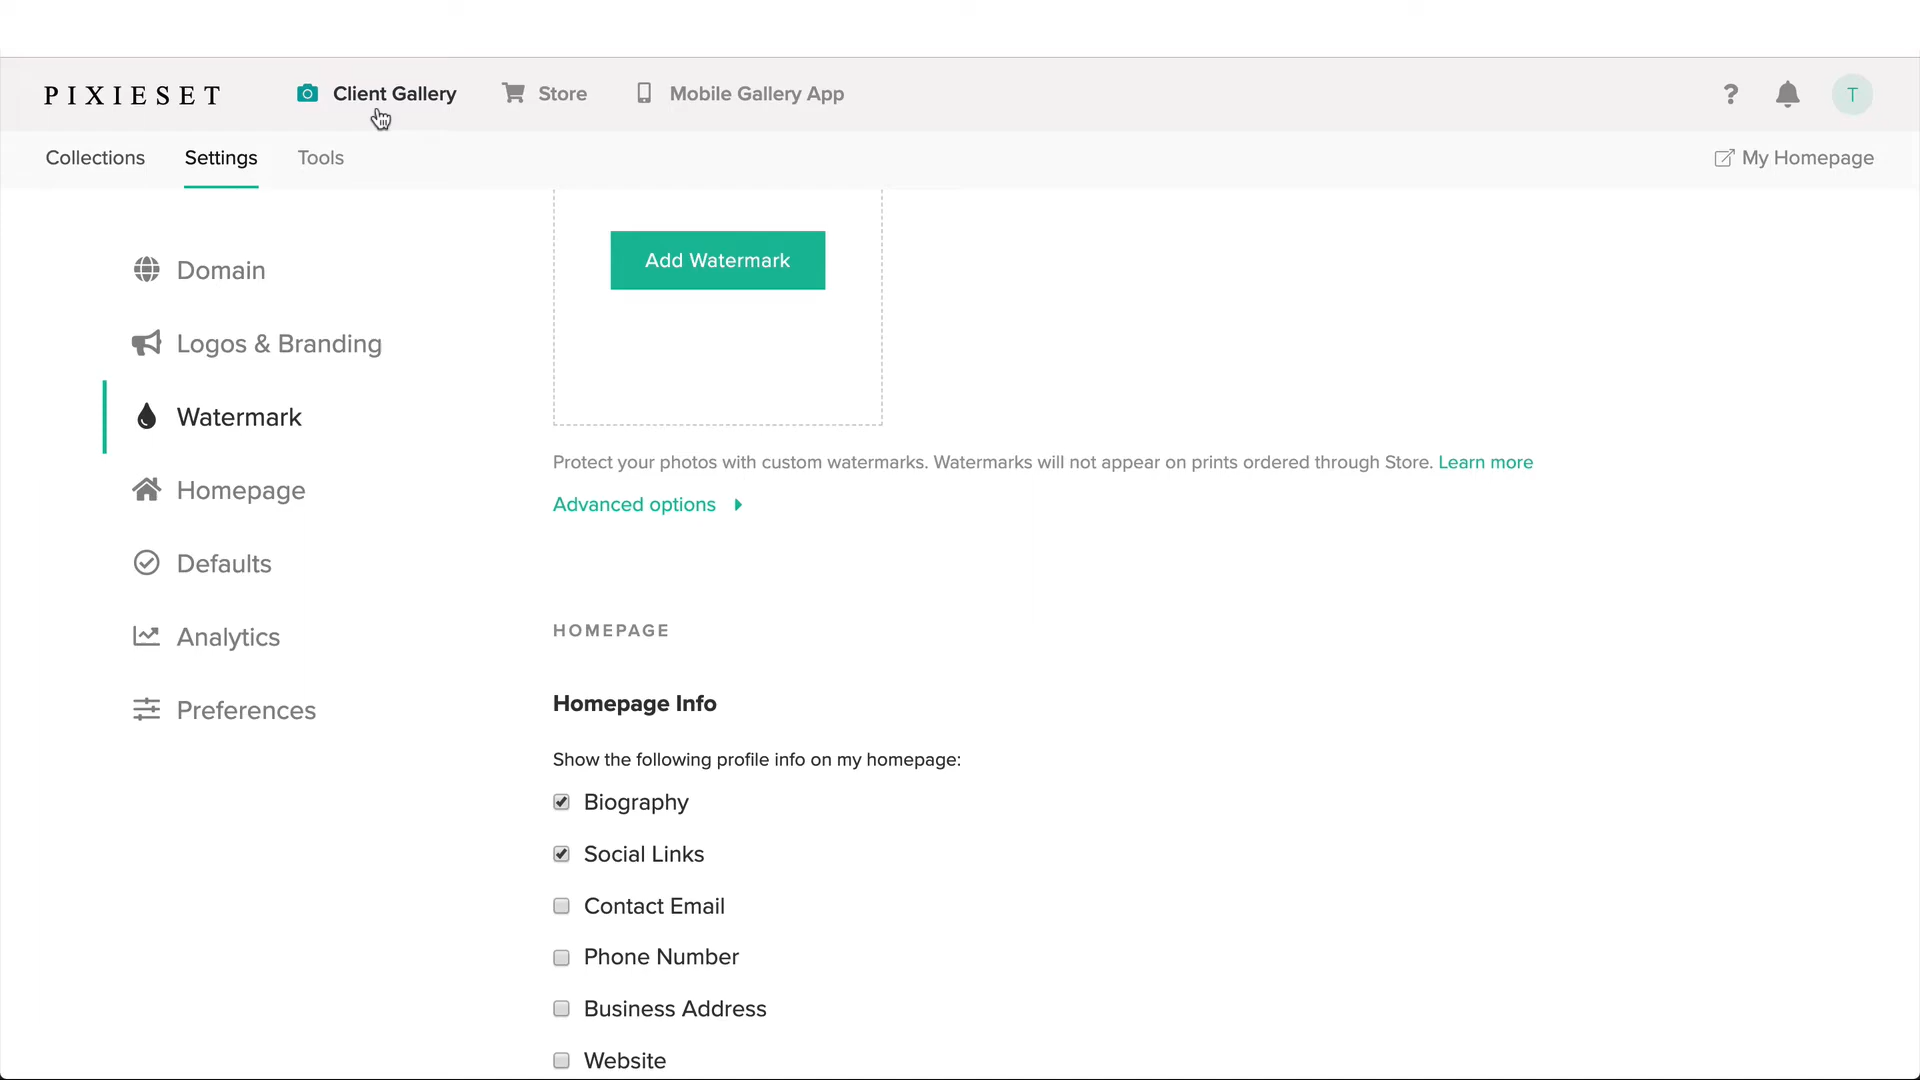 PIXIESET
Client Gallery
Store
Mobile Gallery App
?
T
Collections
Settings
Tools
My Homepage
Domain
Logos & Branding
Watermark
Homepage
Defaults
Analytics
Preferences
Add Watermark
Protect your photos with custom watermarks. Watermarks will not appear on prints ordered through Store. Learn more
Advanced options
HOMEPAGE
Homepage Info
Show the following profile info on my homepage:
Biography
Social Links
Contact Email
Phone Number
Business Address
Website